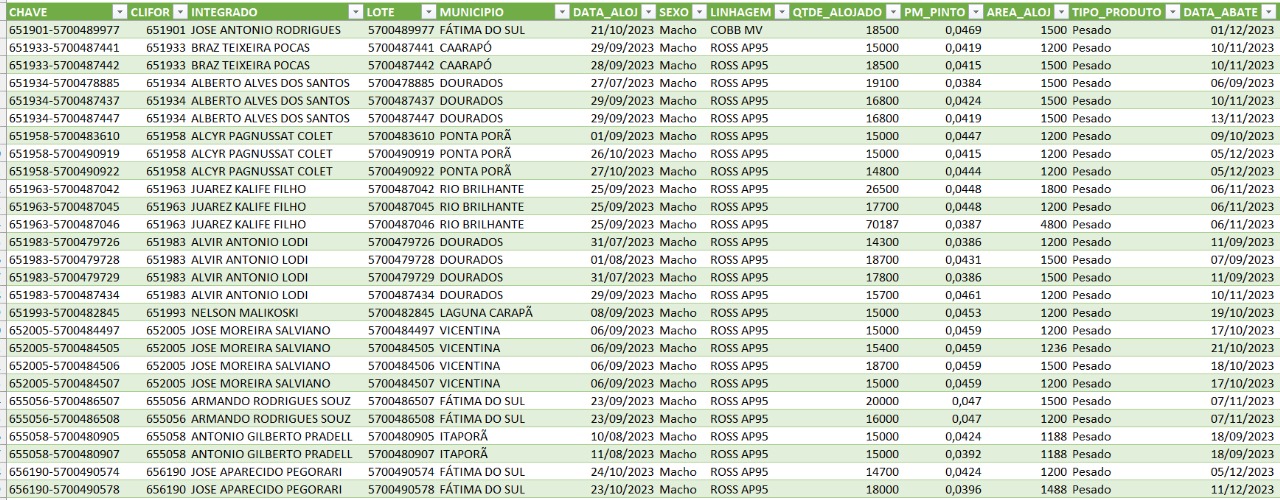 CHAVE CLIFOR INTEGRADO LOTE MUNICIPIO DATA_ALOJ SEXO LINHAGEM QTDE_ALOJADO PM_PINTO AREA_ALOJ TIPO_PRODUTO DATA_ABATE
651901-5700489977 651901 JOSE ANTONIO RODRIGUES 5700489977 FÁTIMA DO SUL 21/10/2023 Macho COBB MV 18500 0,0469 1500 Pesado 01/12/2023
651933-5700487441 651933 BRAZ TEIXEIRA POCAS 5700487441 CAARAPÓ 29/09/2023 Macho ROSS AP95 15000 0,0419 1200 Pesado 10/11/2023
651933-5700487442 651933 BRAZ TEIXEIRA POCAS 5700487442 CAARAPÓ 28/09/2023 Macho ROSS AP95 18500 0,0415 1500 Pesado 10/11/2023
651934-5700478885 651934 ALBERTO ALVES DOS SANTOS 5700478885 DOURADOS 27/07/2023 Macho ROSS AP95 19100 0,0384 1500 Pesado 06/09/2023
651934-5700487437 651934 ALBERTO ALVES DOS SANTOS 5700487437 DOURADOS 29/09/2023 Macho ROSS AP95 16800 0,0424 1500 Pesado 10/11/2023
651934-5700487447 651934 ALBERTO ALVES DOS SANTOS 5700487447 DOURADOS 29/09/2023 Macho ROSS AP95 16800 0,0419 1500 Pesado 13/11/2023
651958-5700483610 651958 ALCYR PAGNUSSAT COLET 5700483610 PONTA PORÃ 01/09/2023 Macho ROSS AP95 15000 0,0447 1200 Pesado 09/10/2023
651958-5700490919 651958 ALCYR PAGNUSSAT COLET 5700490919 PONTA PORÃ 26/10/2023 Macho ROSS AP95 15000 0,0415 1200 Pesado 05/12/2023
651958-5700490922 651958 ALCYR PAGNUSSAT COLET 5700490922 PONTA PORÃ 27/10/2023 Macho ROSS AP95 14800 0,0444 1200 Pesado 05/12/2023
651963-5700487042 651963 JUAREZ KALIFE FILHO 5700487042 RIO BRILHANTE 25/09/2023 Macho ROSS AP95 26500 0,0448 1800 Pesado 06/11/2023
651963-5700487045 651963 JUAREZ KALIFE FILHO 5700487045 RIO BRILHANTE 25/09/2023 Macho ROSS AP95 17700 0,0448 1200 Pesado 06/11/2023
651963-5700487046 651963 JUAREZ KALIFE FILHO 5700487046 RIO BRILHANTE 25/09/2023 Macho ROSS AP95 70187 0,0387 4800 Pesado 06/11/2023
651983-5700479726 651983 ALVIR ANTONIO LODI 5700479726 DOURADOS 31/07/2023 Macho ROSS AP95 14300 0,0386 1200 Pesado 11/09/2023
651983-5700479728 651983 ALVIR ANTONIO LODI 5700479728 DOURADOS 01/08/2023 Macho ROSS AP95 18700 0,0431 1500 Pesado 07/09/2023
651983-5700479729 651983 ALVIR ANTONIO LODI 5700479729 DOURADOS 31/07/2023 Macho ROSS AP95 17800 0,0386 1500 Pesado 11/09/2023
651983-5700487434 651983 ALVIR ANTONIO LODI 5700487434 DOURADOS 29/09/2023 Macho ROSS AP95 15700 0,0461 1200 Pesado 10/11/2023
651993-5700482845 651993 NELSON MALIKOSKI 5700482845 LAGUNA CARAPÃ 08/09/2023 Macho ROSS AP95 15000 0,0453 1200 Pesado 19/10/2023
652005-5700484497 652005 JOSE MOREIRA SALVIANO 5700484497 VICENTINA 06/09/2023 Macho ROSS AP95 15000 0,0459 1200 Pesado 17/10/2023
652005-5700484505 652005 JOSE MOREIRA SALVIANO 5700484505 VICENTINA 06/09/2023 Macho ROSS AP95 15400 0,0459 1236 Pesado 21/10/2023
652005-5700484506 652005 JOSE MOREIRA SALVIANO 5700484506 VICENTINA 06/09/2023 Macho ROSS AP95 18700 0,0459 1500 Pesado 18/10/2023
652005-5700484507 652005 JOSE MOREIRA SALVIANO 5700484507 VICENTINA 06/09/2023 Macho ROSS AP95 15000 0,0459 1200 Pesado 17/10/2023
655056-5700486507 655056 ARMANDO RODRIGUES SOUZ 5700486507 FÁTIMA DO SUL 23/09/2023 Macho ROSS AP95 20000 0,047 1500 Pesado 07/11/2023
655056-5700486508 655056 ARMANDO RODRIGUES SOUZ 5700486508 FÁTIMA DO SUL 23/09/2023 Macho ROSS AP95 16000 0,047 1200 Pesado 07/11/2023
655058-5700480905 655058 ANTONIO GILBERTO PRADELL 5700480905 ITAPORÃ 10/08/2023 Macho ROSS AP95 15000 0,0424 1188 Pesado 18/09/2023
655058-5700480907 655058 ANTONIO GILBERTO PRADELL 5700480907 ITAPORÃ 11/08/2023 Macho ROSS AP95 15000 0,0392 1188 Pesado 18/09/2023
656190-5700490574 656190 JOSE APARECIDO PEGORARI 5700490574 FÁTIMA DO SUL 24/10/2023 Macho ROSS AP95 14700 0,0424 1200 Pesado 05/12/2023
656190-5700490578 656190 JOSE APARECIDO PEGORARI 5700490578 FÁTIMA DO SUL 23/10/2023 Macho ROSS AP95 18000 0,0396 1488 Pesado 11/12/2023